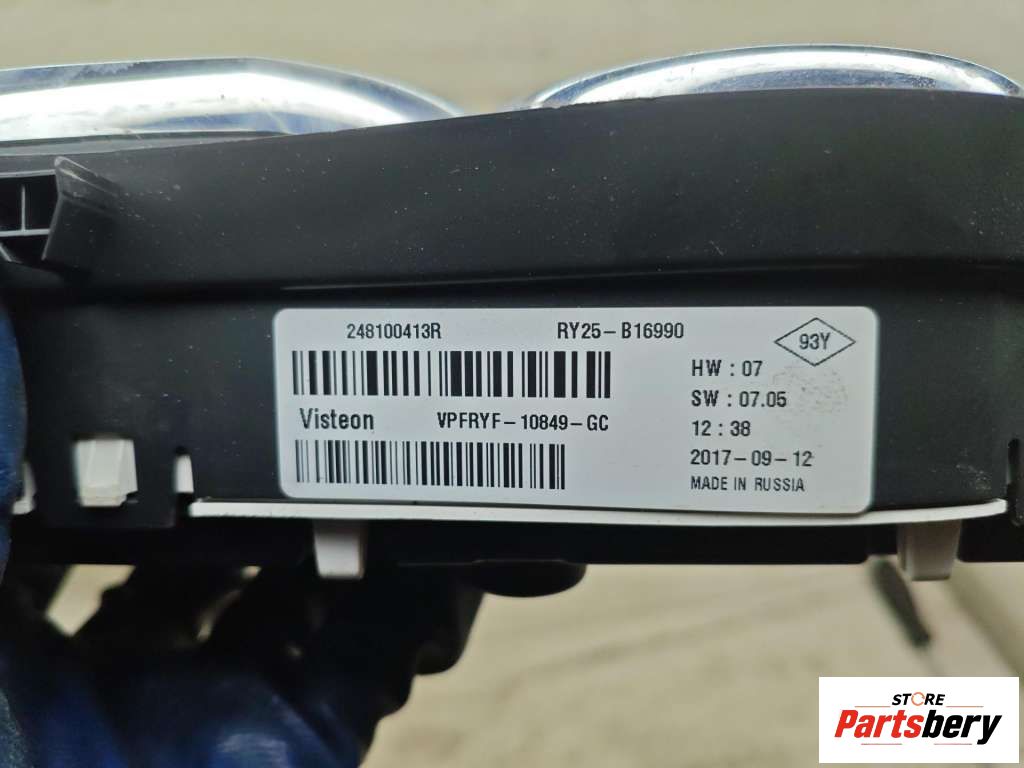 248100413R RY25-B16990
93Y
HW : 07
SW : 07.05
Visteon VPFRYF-10849-GC
12 : 38
2017-09-12
MADE IN RUSSIA
STORE
Partsbery